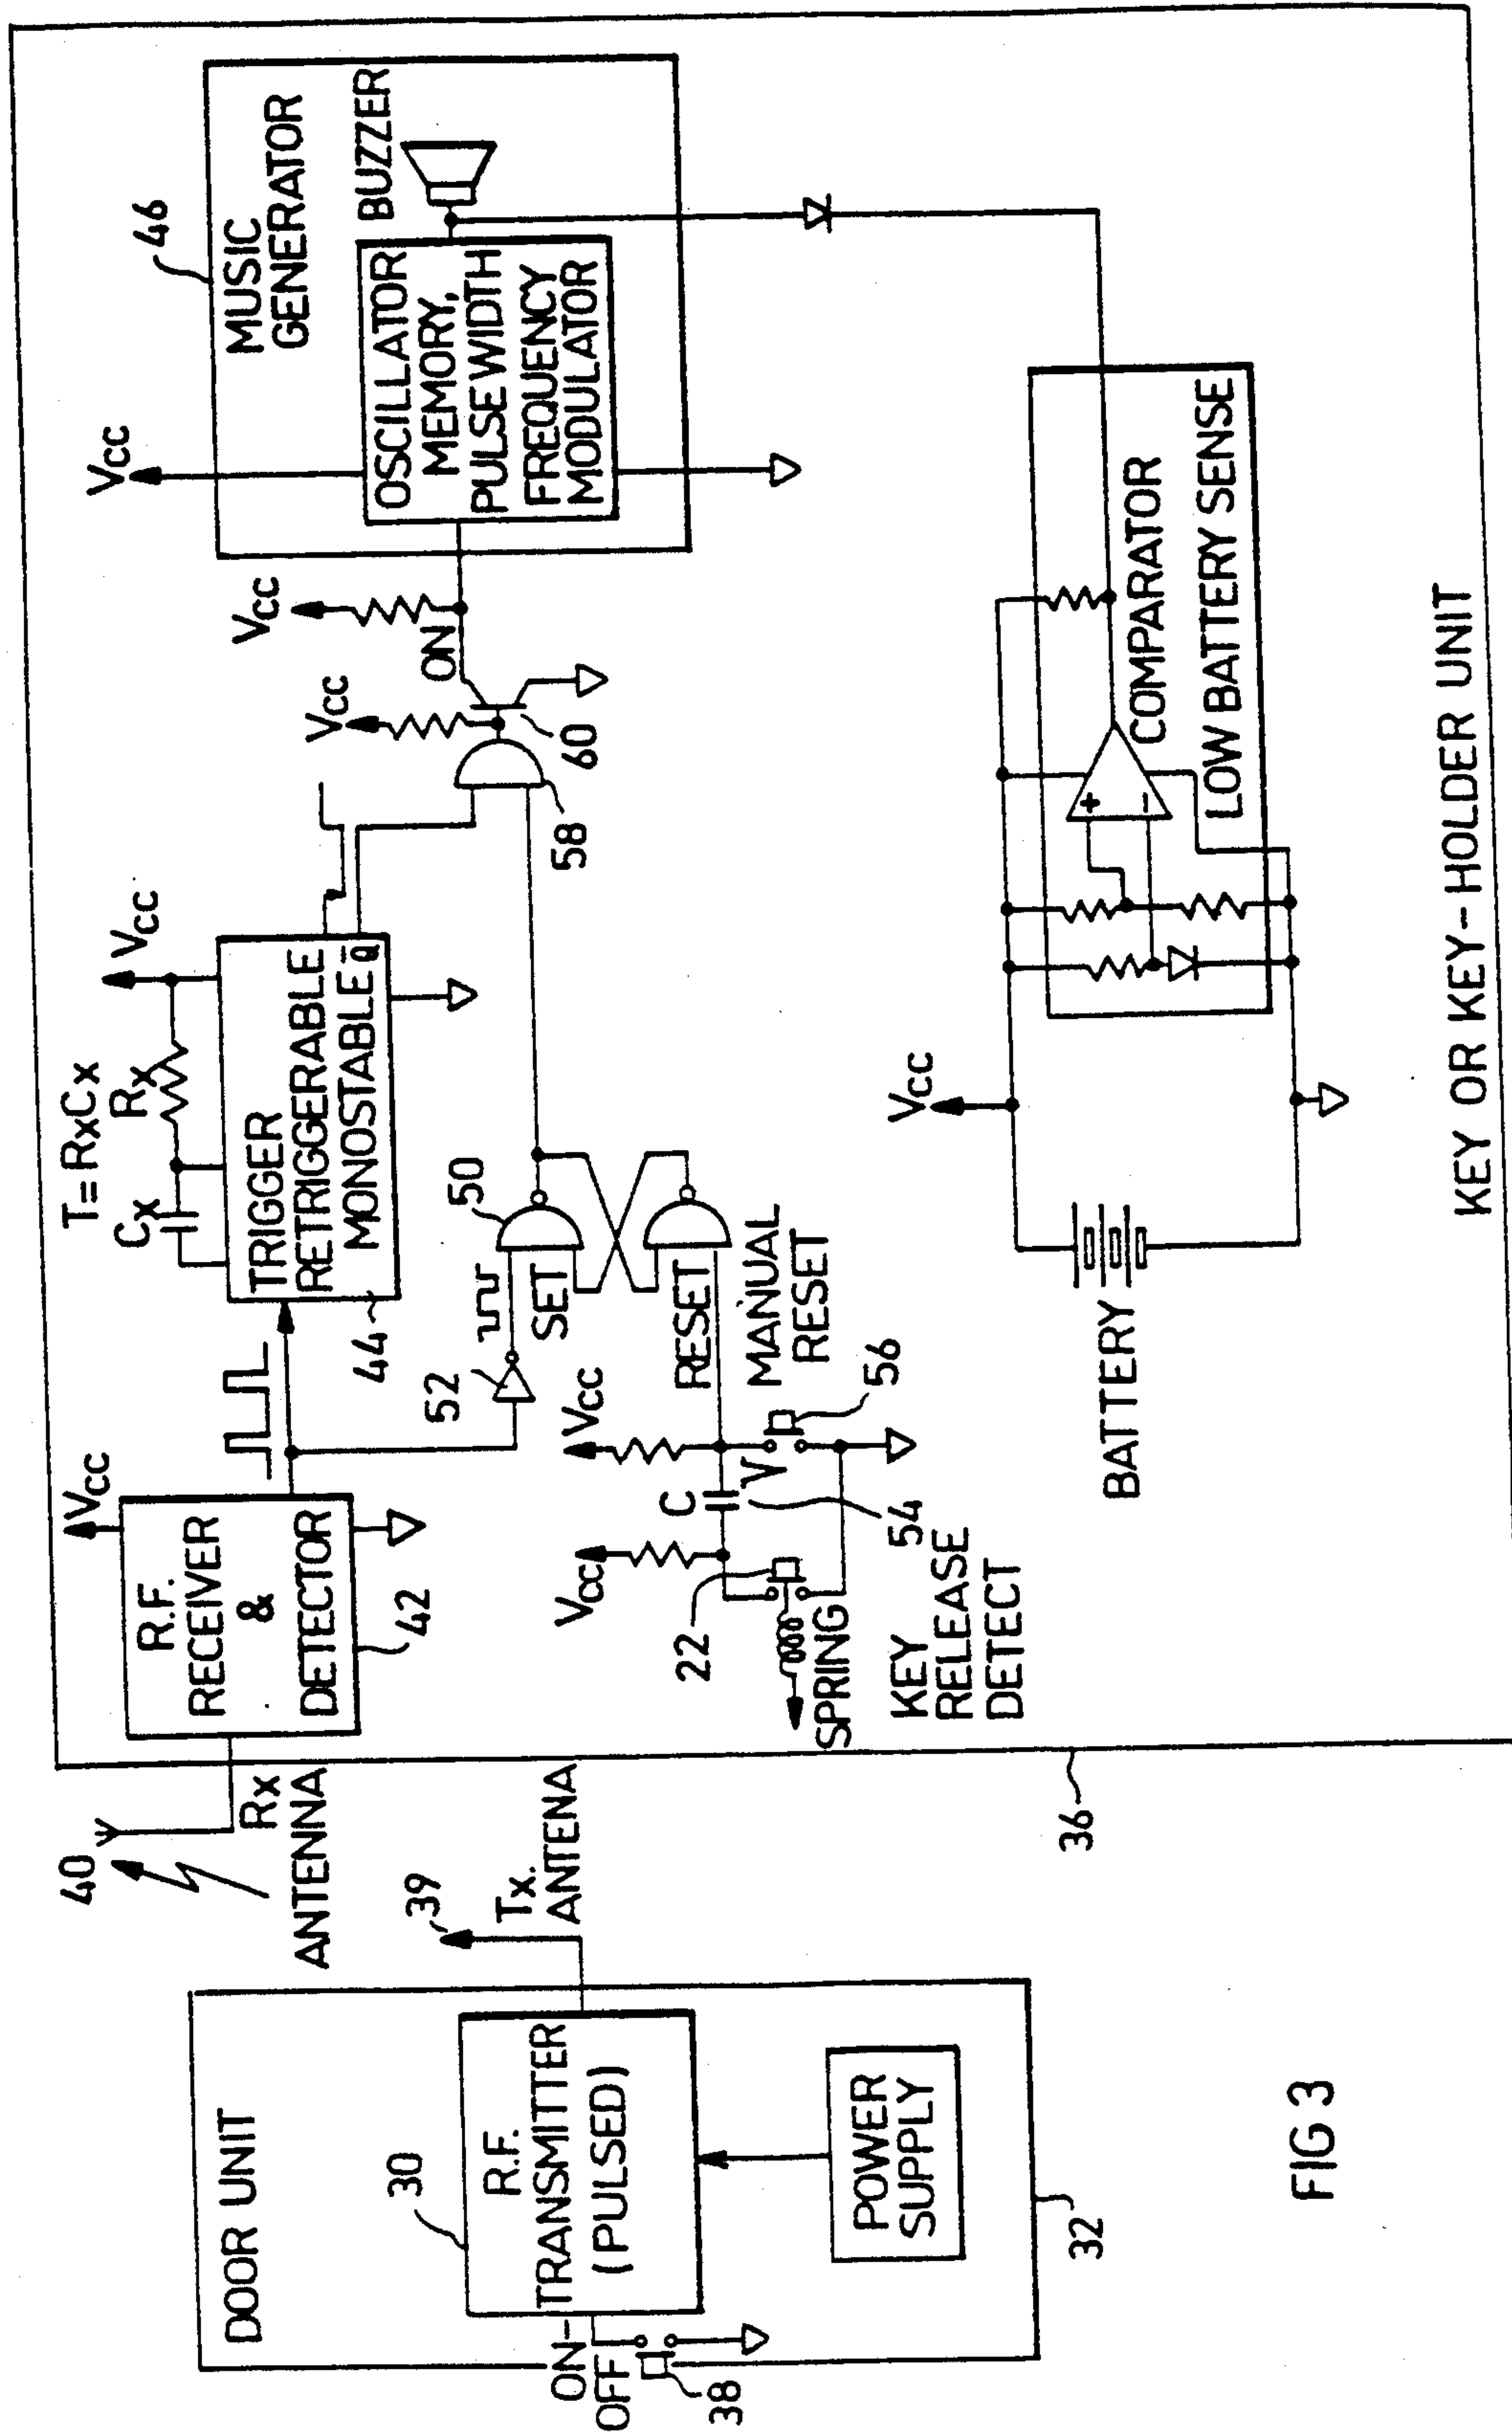 DOOR UNIT
30
R.F.
TRANSMITTER
(PULSED)
ON-
OFF
38
POWER
SUPPLY
32
39
Tx.
ANTENA
40
Rx
ANTENNA
36
Vcc
R.F.
RECEIVER
&
DETECTOR
42
T=RxCx
Cx
Rx
Vcc
TRIGGER
RETRIGGERABLE
MONOSTABLE Q̅
44
52
50
SET
RESET
MANUAL
RESET
Vcc
Vcc
C
V
54
56
22
SPRING
KEY
RELEASE
DETECT
58
60
Vcc
Vcc
ON
Vcc
46
MUSIC
GENERATOR
BUZZER
OSCILLATOR
MEMORY,
PULSEWIDTH
FREQUENCY
MODULATOR
BATTERY
Vcc
+
-
COMPARATOR
LOW BATTERY SENSE
KEY OR KEY-HOLDER UNIT
FIG 3